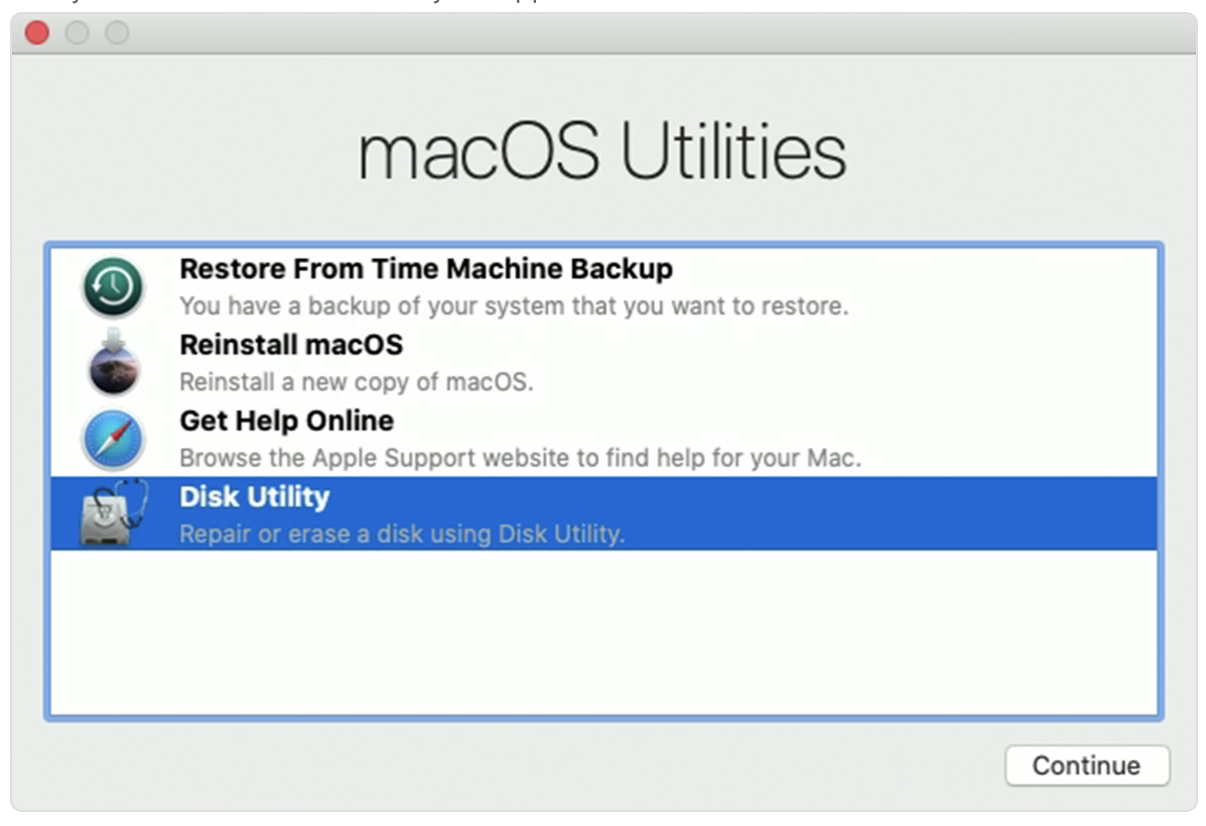 macOS Utilities
Restore From Time Machine Backup
You have a backup of your system that you want to restore.
Reinstall macOS
Reinstall a new copy of macOS.
Get Help Online
Browse the Apple Support website to find help for your Mac.
Disk Utility
Repair or erase a disk using Disk Utility.
Continue